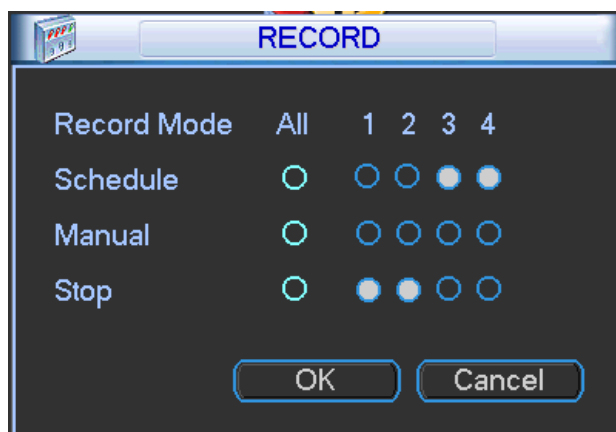 RECORD
Record Mode All 1 2 3 4
Schedule
Manual
Stop
OK Cancel